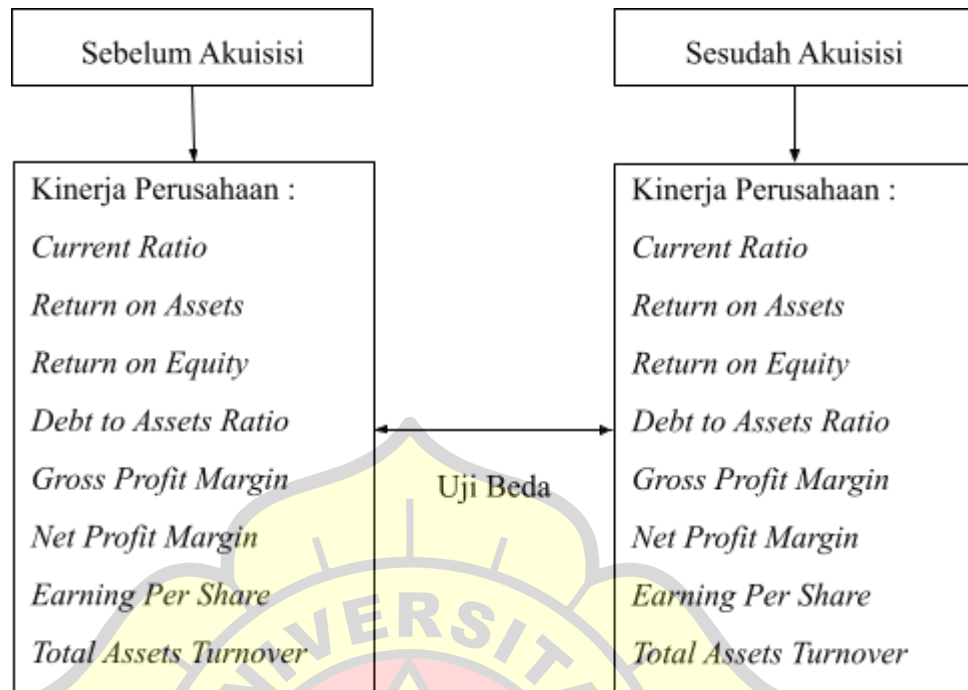 Sebelum Akuisisi
Kinerja Perusahaan :
Current Ratio
Return on Assets
Return on Equity
Debt to Assets Ratio
Gross Profit Margin
Net Profit Margin
Earning Per Share
Total Assets Turnover
Uji Beda
Sesudah Akuisisi
Kinerja Perusahaan :
Current Ratio
Return on Assets
Return on Equity
Debt to Assets Ratio
Gross Profit Margin
Net Profit Margin
Earning Per Share
Total Assets Turnover